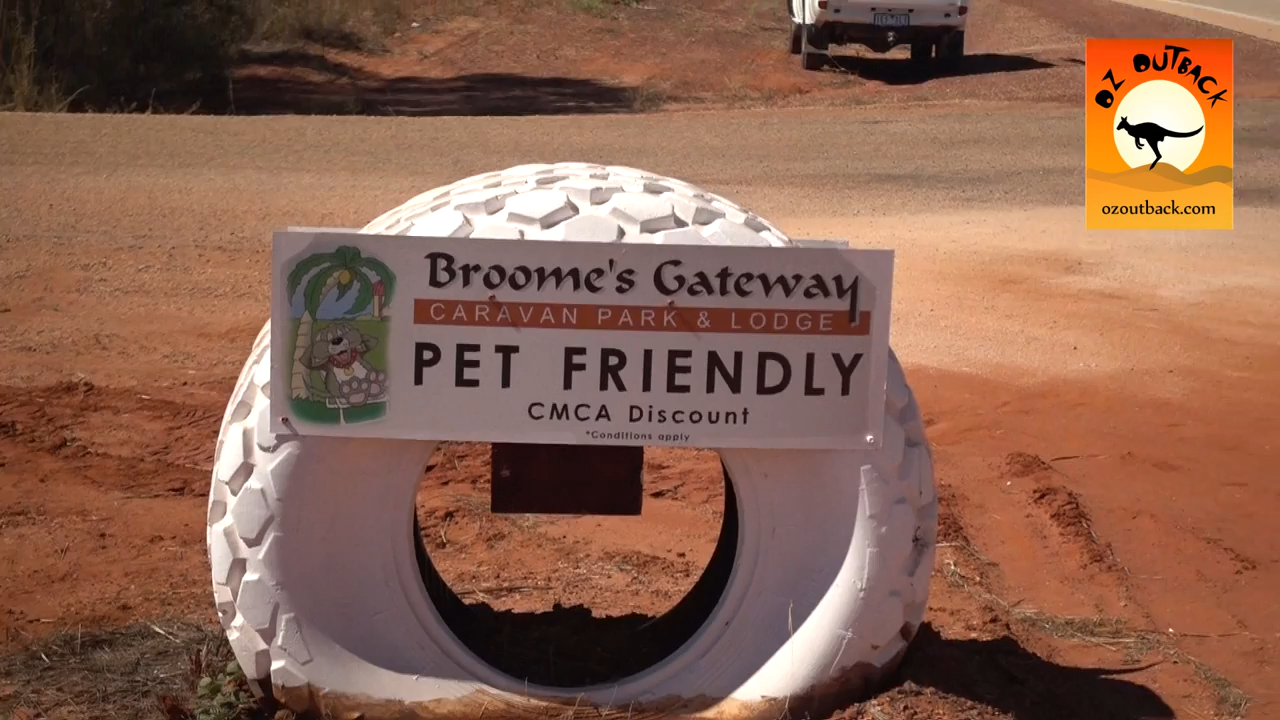 OZ OUTBACK
ozoutback.com
Broome's Gateway
CARAVAN PARK & LODGE
PET FRIENDLY
CMCA Discount
*Conditions apply